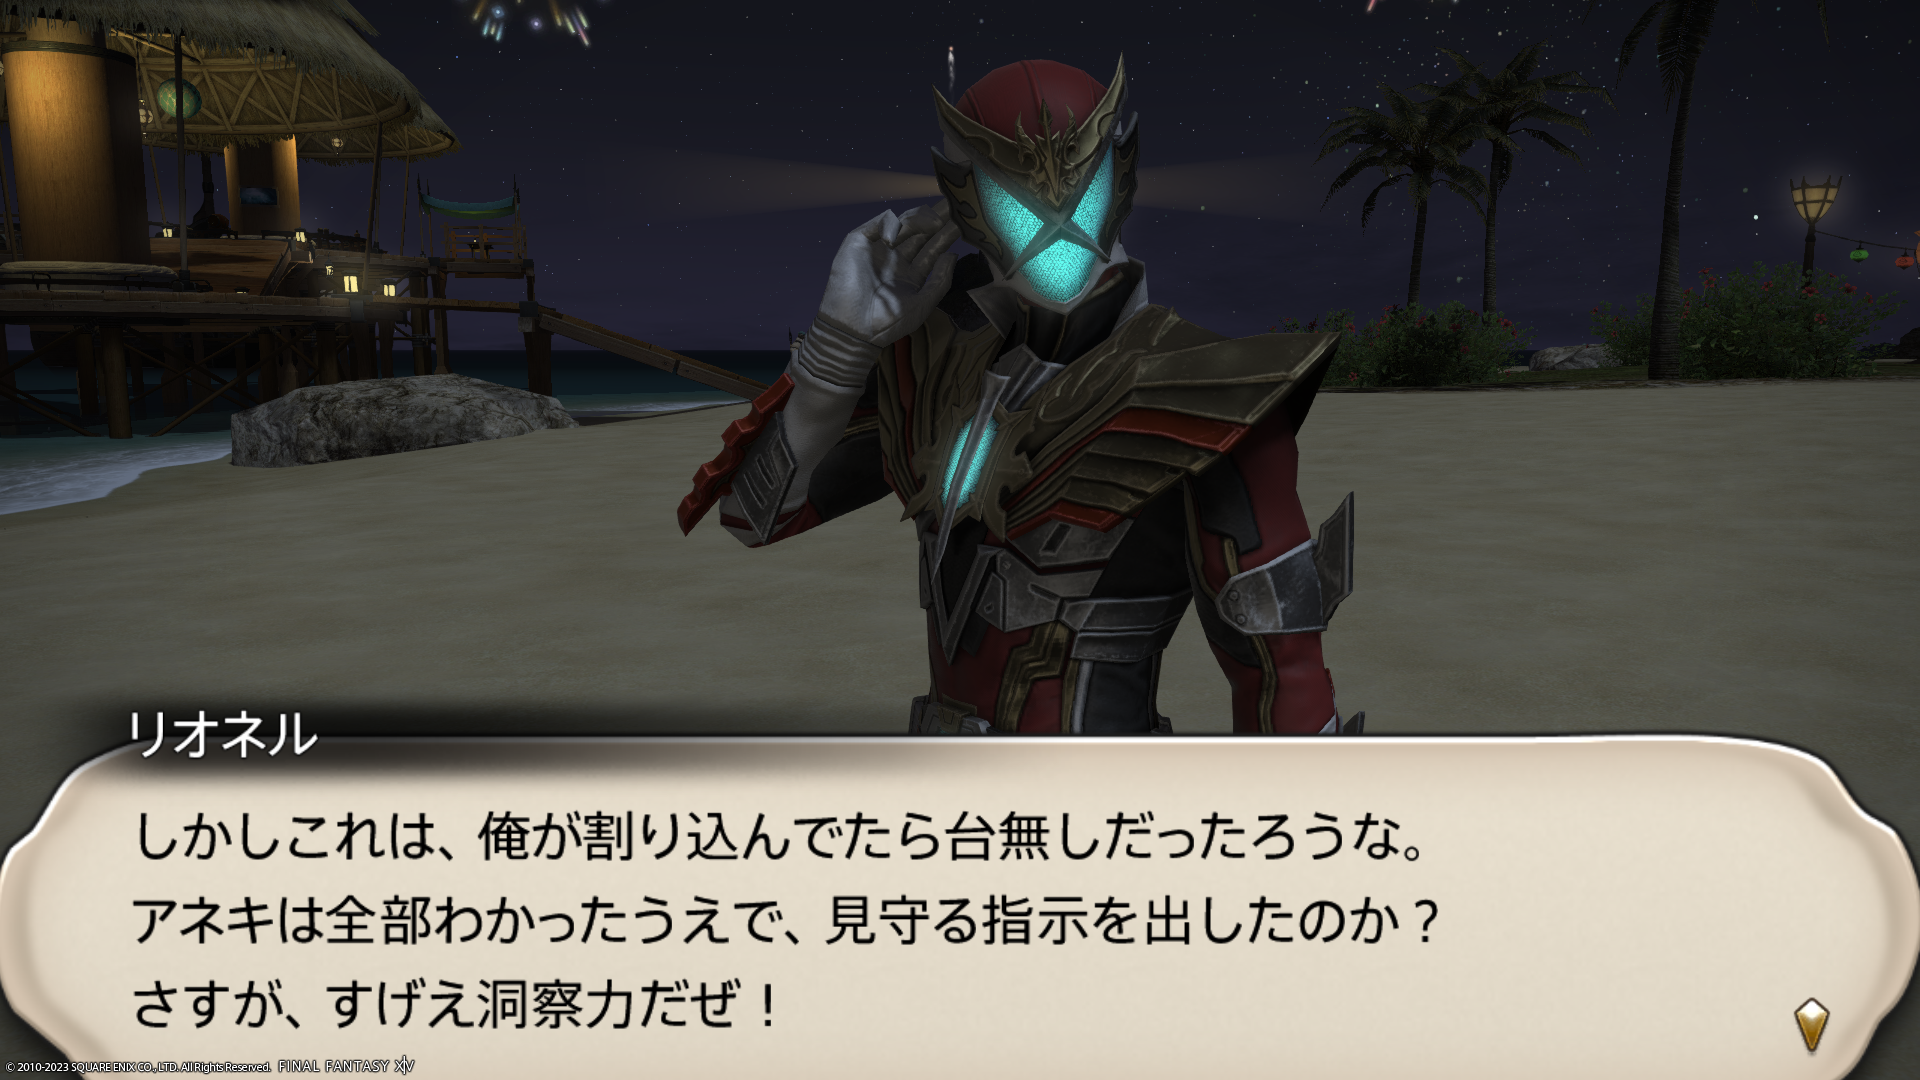 リオネル
しかしこれは、俺が割り込んでたら台無しだったろうな。
アネキは全部わかったうえで、見守る指示を出したのか？
さすが、すげえ洞察力だぜ！
© 2010-2023 SQUARE ENIX CO., LTD. All Rights Reserved. FINAL FANTASY XIV